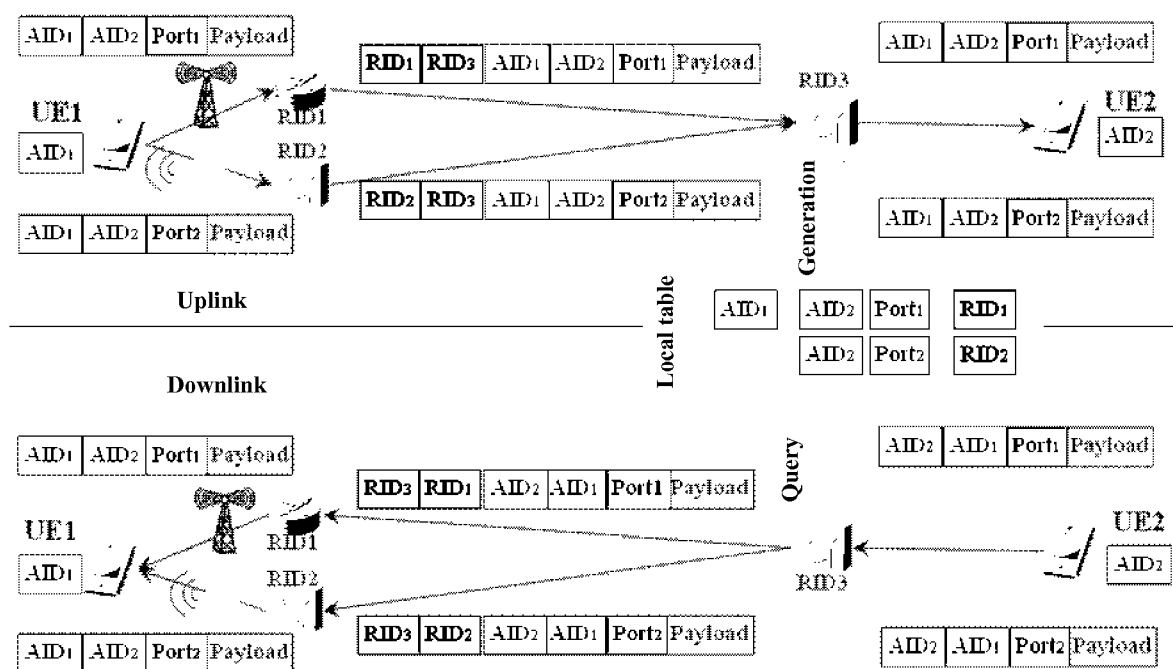 AID1 AID2 Port1 Payload
AID1 AID2 Port1 Payload
RID1 RID3 AID1 AID2 Port1 Payload
RID3
UE1
RID1
UE2
AID1
AID2
RID2
RID2 RID3 AID1 AID2 Port2 Payload
AID1 AID2 Port2 Payload
AID1 AID2 Port2 Payload
Generation
Uplink
Local table
AID1 AID2 Port1 RID1
AID2 Port2 RID2
Downlink
AID1 AID2 Port1 Payload
AID2 AID1 Port1 Payload
RID3 RID1 AID2 AID1 Port1 Payload
Query
UE1
RID1
UE2
AID1
AID2
RID2
RID3
RID3 RID2 AID2 AID1 Port2 Payload
AID1 AID2 Port2 Payload
AID2 AID1 Port2 Payload